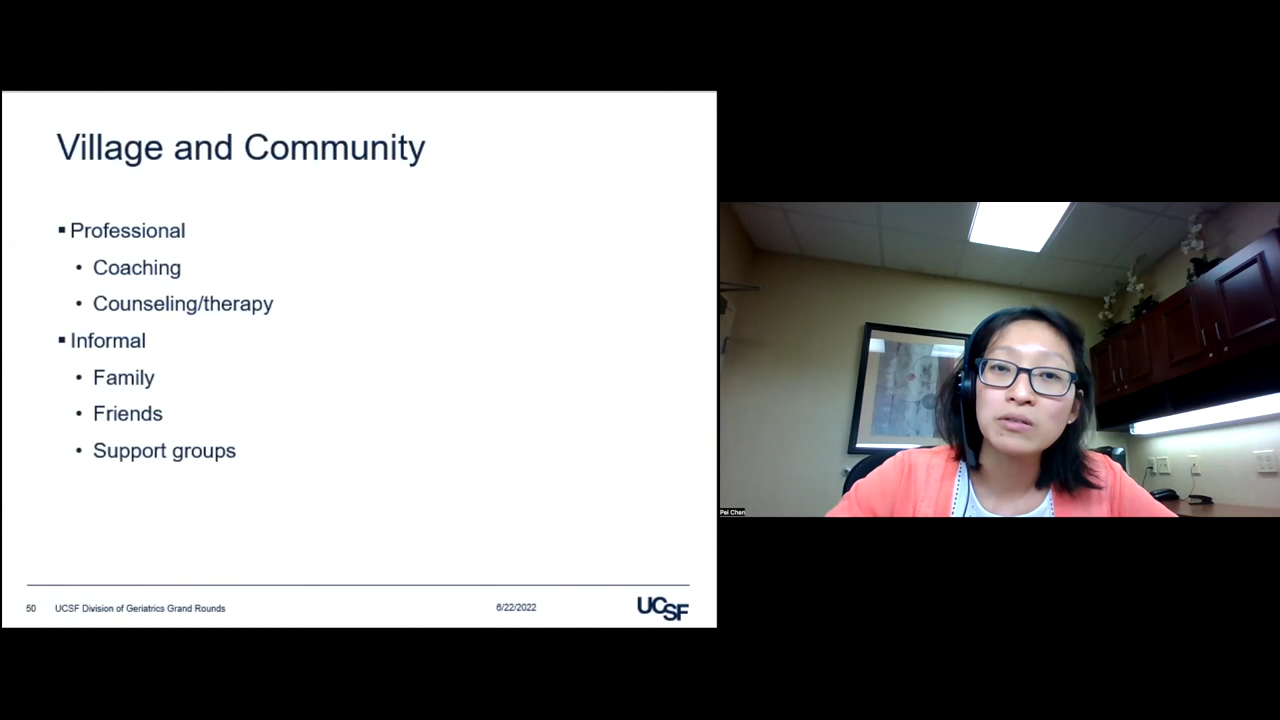 Village and Community
▪ Professional
• Coaching
• Counseling/therapy
▪ Informal
• Family
• Friends
• Support groups
50 UCSF Division of Geriatrics Grand Rounds 6/22/2022 UCSF
Pei Chen